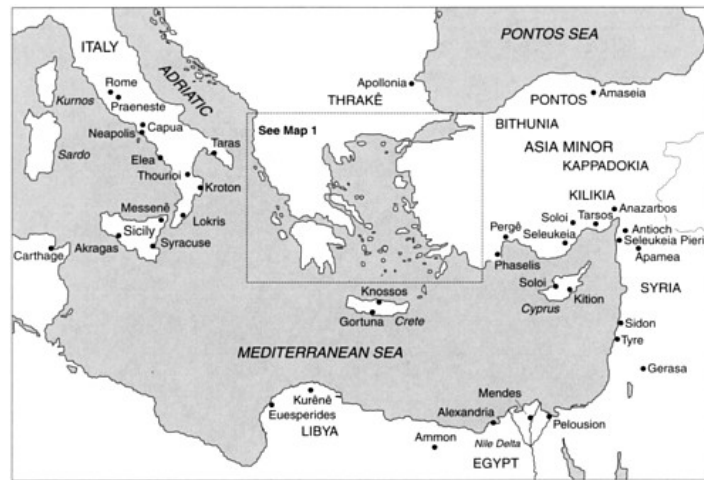 PONTOS SEA
ITALY
ADRIATIC
Rome
Praeneste
Kurnos
Apollonia
THRAKÊ
PONTOS
Amaseia
Capua
Neapolis
BITHUNIA
See Map 1
Taras
Sardo
Elea
ASIA MINOR
Thourioi
KAPPADOKIA
Kroton
KILIKIA
Messenê
Lokris
Soloi
Tarsos
Anazarbos
Sicily
Pergê
Seleukeia
Antioch
Akragas
Syracuse
Seleukeia Pieri
Carthage
Phaselis
Apamea
Soloi
Knossos
Kition
SYRIA
Gortuna
Crete
Cyprus
Sidon
MEDITERRANEAN SEA
Tyre
Gerasa
Mendes
Kurênê
Alexandria
Euesperides
Pelousion
LIBYA
Ammon
Nile Delta
EGYPT